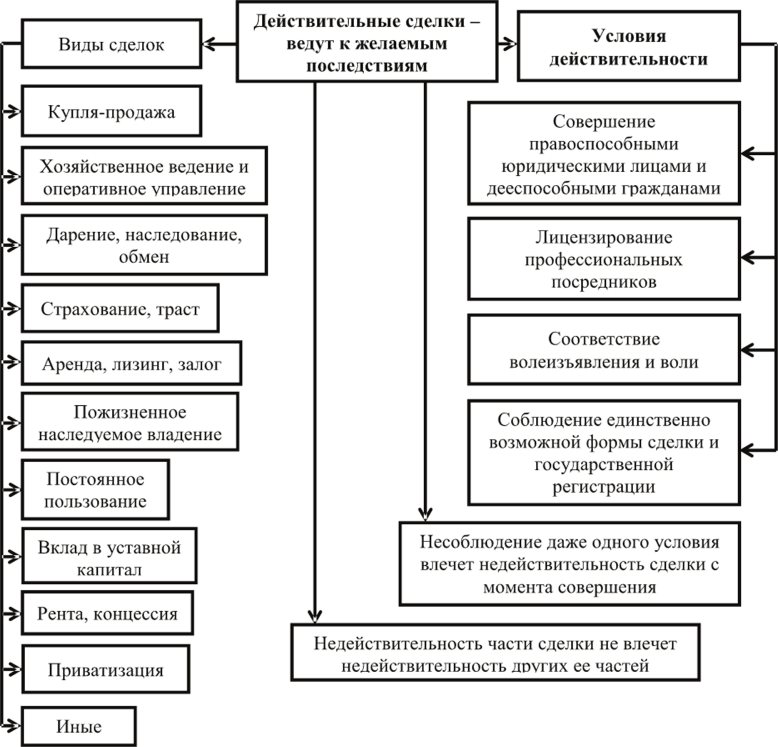 Действительные сделки –
ведут к желаемым
последствиям
Виды сделок
Купля-продажа
Хозяйственное ведение и
оперативное управление
Дарение, наследование,
обмен
Страхование, траст
Аренда, лизинг, залог
Пожизненное
наследуемое владение
Постоянное
пользование
Вклад в уставной
капитал
Рента, концессия
Приватизация
Иные
Условия
действительности
Совершение
правоспособными
юридическими лицами и
дееспособными гражданами
Лицензирование
профессиональных
посредников
Соответствие
волеизъявления и воли
Соблюдение единственно
возможной формы сделки и
государственной
регистрации
Несоблюдение даже одного условия
влечет недействительность сделки с
момента совершения
Недействительность части сделки не влечет
недействительность других ее частей